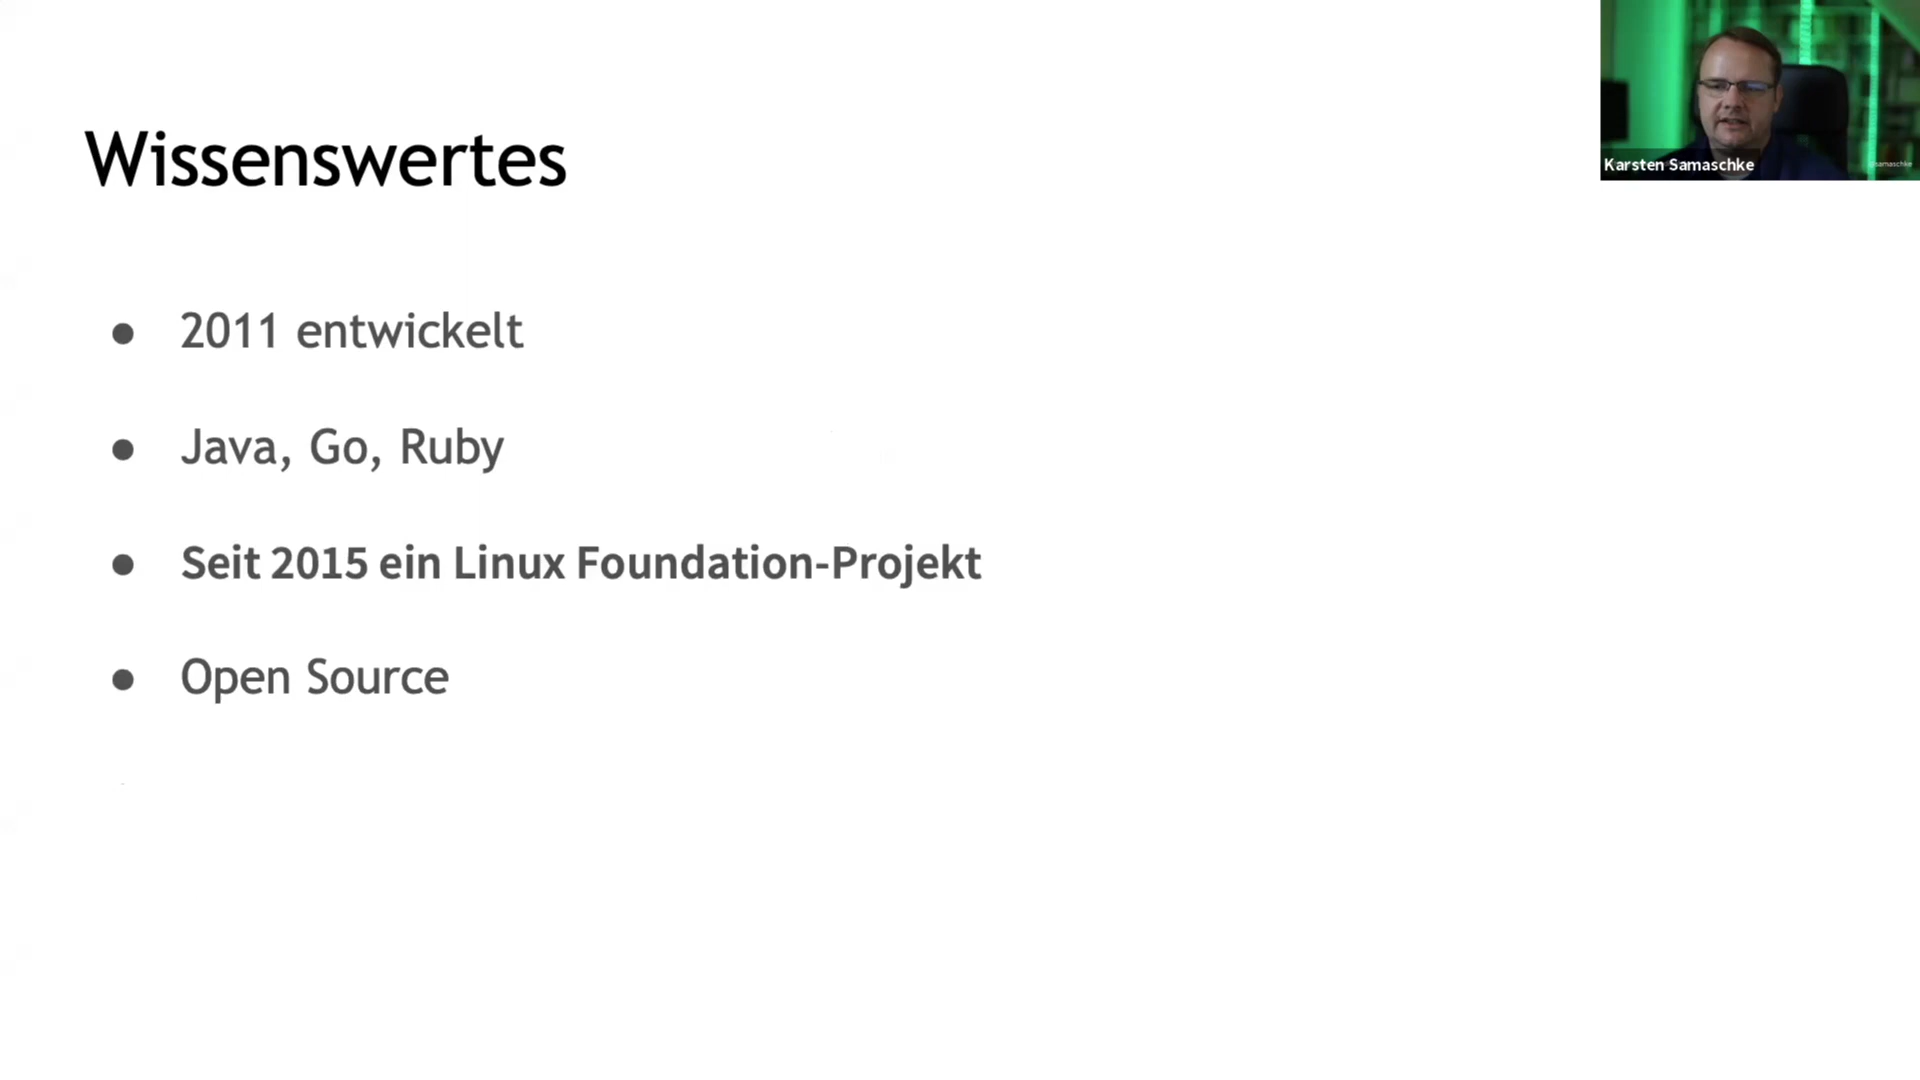 Wissenswertes
● 2011 entwickelt
● Java, Go, Ruby
● Seit 2015 ein Linux Foundation-Projekt
● Open Source
Karsten Samaschke